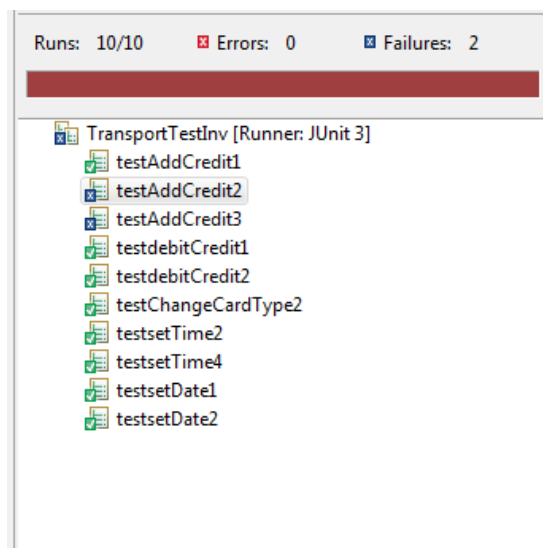 Runs: 10/10 Errors: 0 Failures: 2
TransportTestInv [Runner: JUnit 3]
testAddCredit1
testAddCredit2
testAddCredit3
testdebitCredit1
testdebitCredit2
testChangeCardType2
testsetTime2
testsetTime4
testsetDate1
testsetDate2